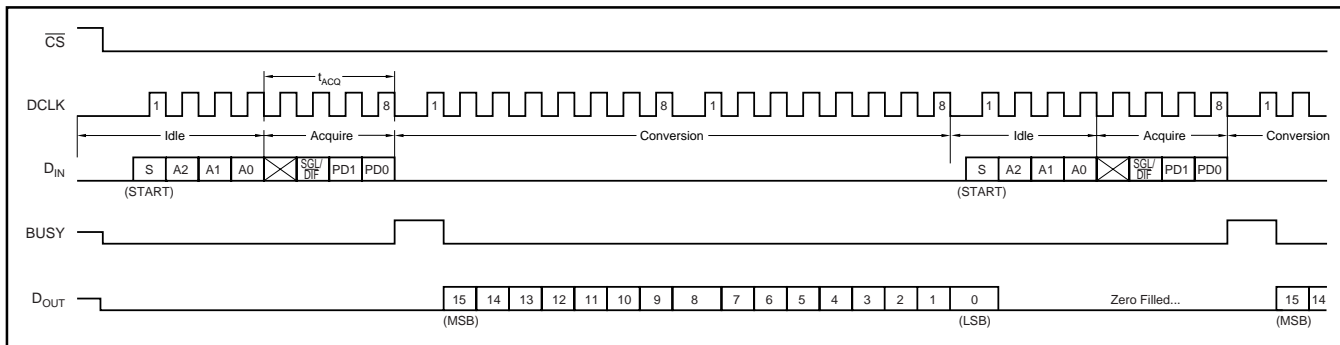 CS
tACQ
DCLK 1 8 1 8 1 8 1 8 1
Idle Acquire Conversion Idle Acquire Conversion
DIN S A2 A1 A0 SGL/DIF PD1 PD0 S A2 A1 A0 SGL/DIF PD1 PD0
(START) (START)
BUSY
DOUT 15 14 13 12 11 10 9 8 7 6 5 4 3 2 1 0 Zero Filled... 15 14
(MSB) (LSB) (MSB)